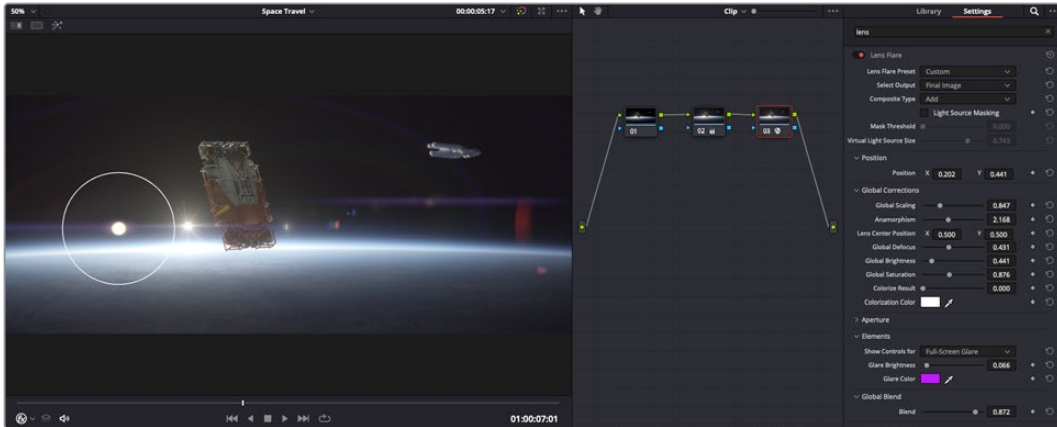 50%
Space Travel
00:00:05:17
Clip
Library
Settings
lens
Lens Flare
Lens Flare Preset Custom
Select Output Final Image
Composite Type Add
Light Source Masking
Mask Threshold 0.000
Virtual Light Source Size 0.743
Position
Position X 0.202 Y 0.441
Global Corrections
Global Scaling 0.847
Anamorphism 2.168
Lens Center Position X 0.500 Y 0.500
Global Defocus 0.431
Global Brightness 0.441
Global Saturation 0.876
Colorize Result 0.000
Colorization Color
Aperture
Elements
Show Controls for Full-Screen Glare
Glare Brightness 0.066
Glare Color
Global Blend
Blend 0.872
01
02
03
01:00:07:01